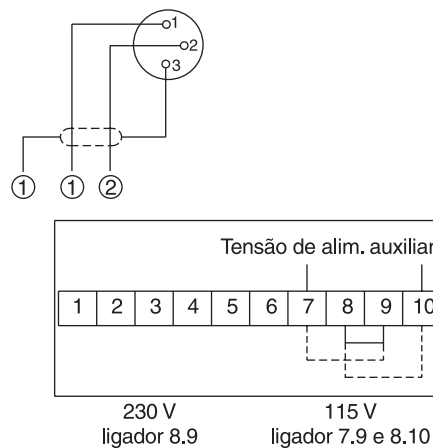 1
2
3
① ① ②
Tensão de alim. auxiliar
1 2 3 4 5 6 7 8 9 10
230 V
ligador 8.9
115 V
ligador 7.9 e 8.10